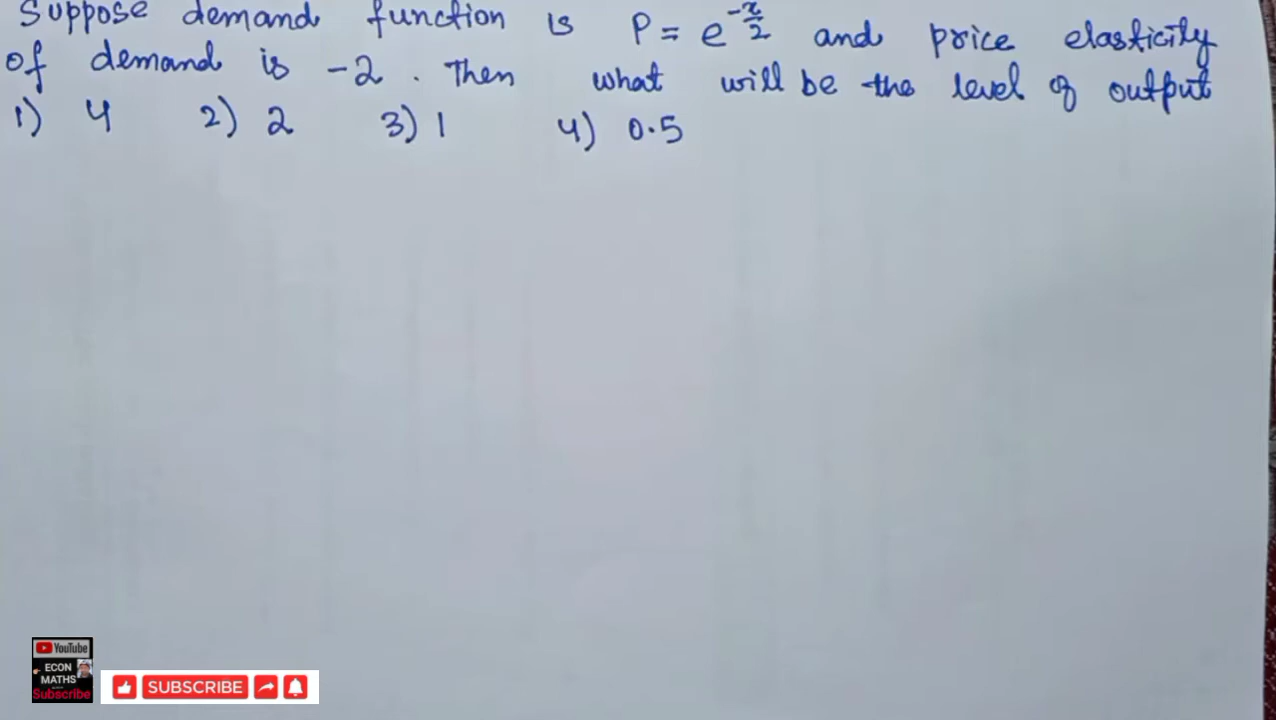 Suppose demand function is P = e^{-x/2} and price elasticity
of demand is -2 . Then what will be the level of output
1) 4 2) 2 3) 1 4) 0.5
YouTube
ECON
MATHS
Subscribe
SUBSCRIBE